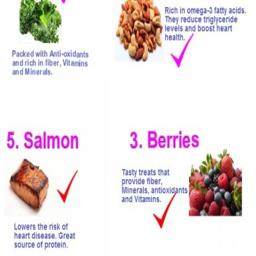 Packed with Anti-oxidants
and rich in fiber, Vitamins
and Minerals.
Rich in omega-3 fatty acids.
They reduce triglyceride
levels and boost heart
health.
5. Salmon
Lowers the risk of
heart disease. Great
source of protein.
3. Berries
Tasty treats that
provide fiber,
Minerals, antioxidants
and Vitamins.